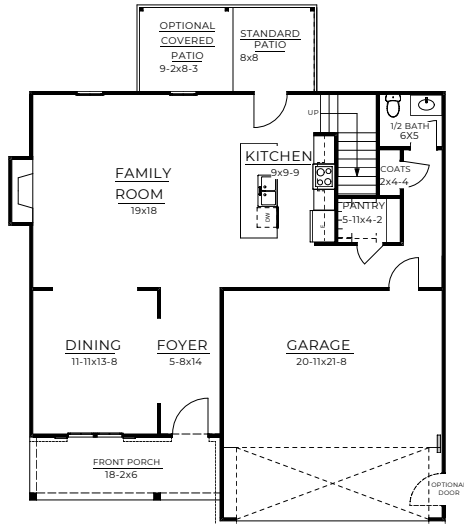 OPTIONAL
COVERED
PATIO
9-2x8-3
STANDARD
PATIO
8x8
UP
1/2 BATH
6X5
KITCHEN
9x9-9
FAMILY
ROOM
19x18
COATS
2x4-4
DW
PANTRY
5-11x4-2
DINING
11-11x13-8
FOYER
5-8x14
GARAGE
20-11x21-8
FRONT PORCH
18-2x6
OPTIONAL
DOOR